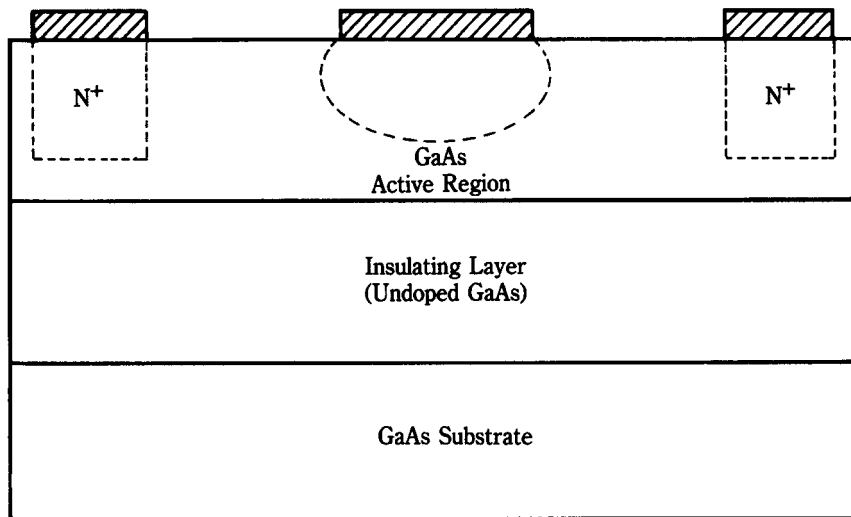 N+
N+
GaAs
Active Region
Insulating Layer
(Undoped GaAs)
GaAs Substrate